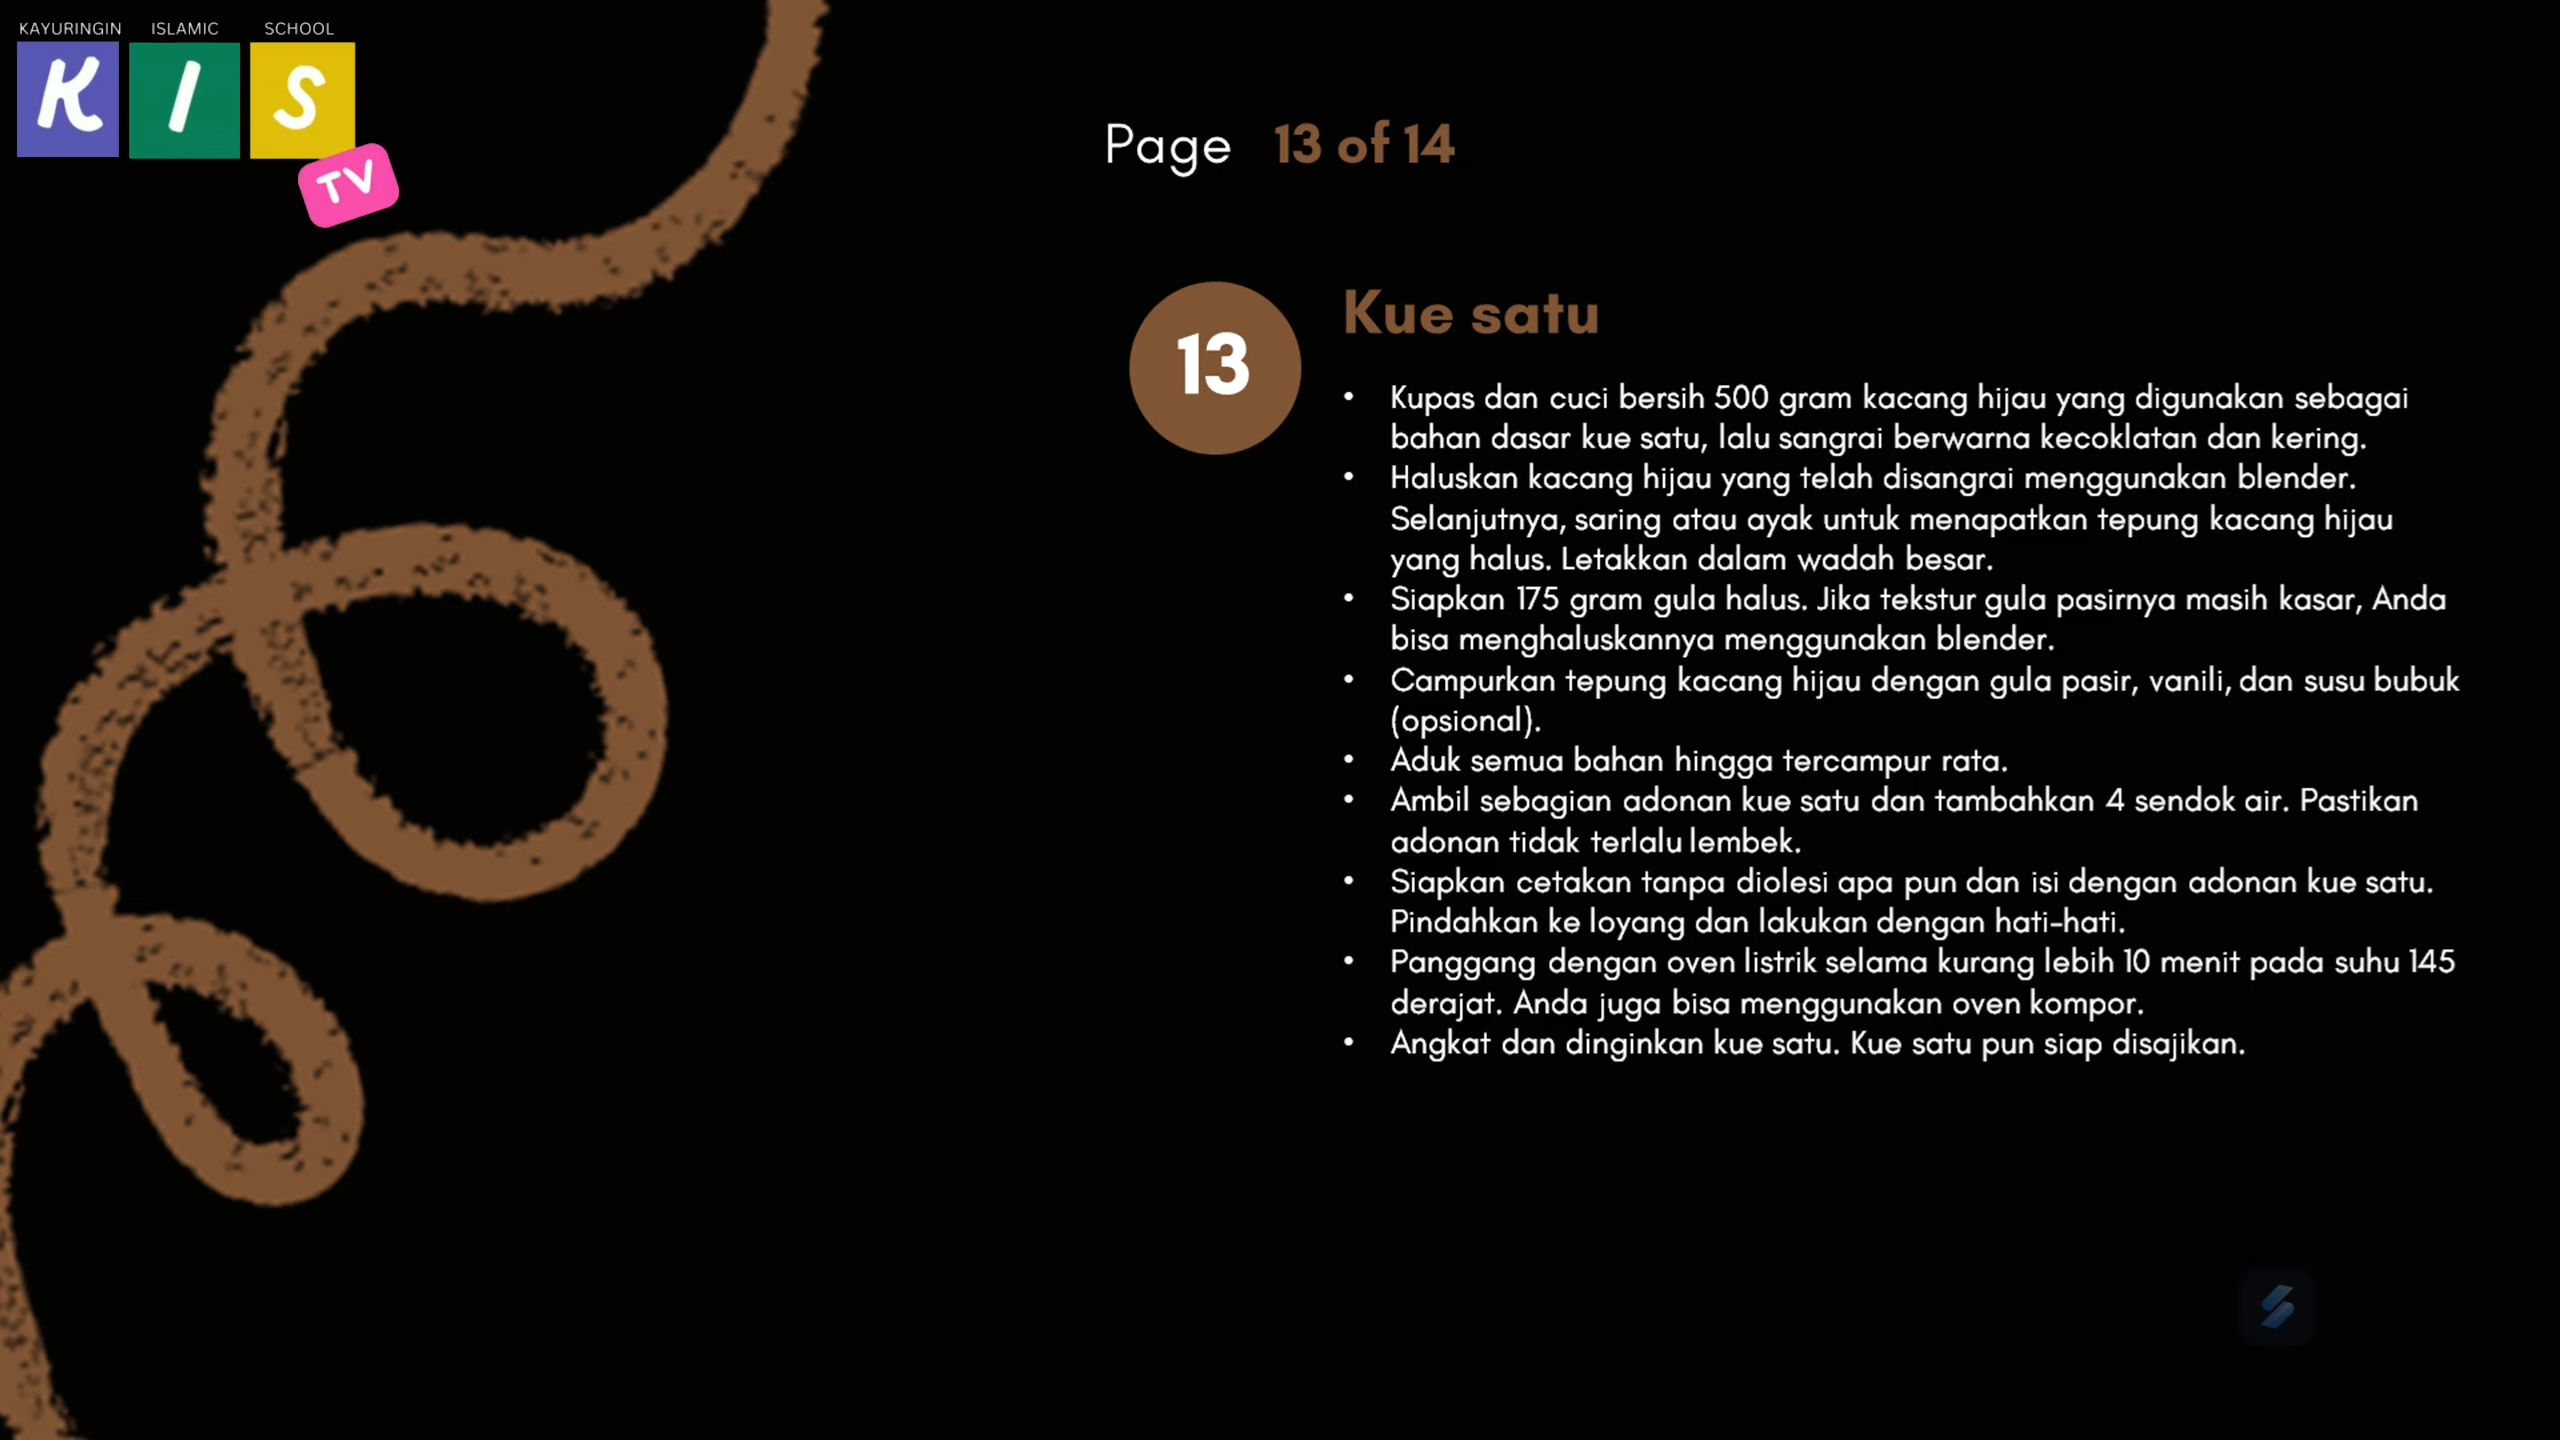 KAYURINGIN ISLAMIC SCHOOL
K I S
TV
Page 13 of 14
13
Kue satu
• Kupas dan cuci bersih 500 gram kacang hijau yang digunakan sebagai
bahan dasar kue satu, lalu sangrai berwarna kecoklatan dan kering.
• Haluskan kacang hijau yang telah disangrai menggunakan blender.
Selanjutnya, saring atau ayak untuk menapatkan tepung kacang hijau
yang halus. Letakkan dalam wadah besar.
• Siapkan 175 gram gula halus. Jika tekstur gula pasirnya masih kasar, Anda
bisa menghaluskannya menggunakan blender.
• Campurkan tepung kacang hijau dengan gula pasir, vanili, dan susu bubuk
(opsional).
• Aduk semua bahan hingga tercampur rata.
• Ambil sebagian adonan kue satu dan tambahkan 4 sendok air. Pastikan
adonan tidak terlalu lembek.
• Siapkan cetakan tanpa diolesi apa pun dan isi dengan adonan kue satu.
Pindahkan ke loyang dan lakukan dengan hati-hati.
• Panggang dengan oven listrik selama kurang lebih 10 menit pada suhu 145
derajat. Anda juga bisa menggunakan oven kompor.
• Angkat dan dinginkan kue satu. Kue satu pun siap disajikan.